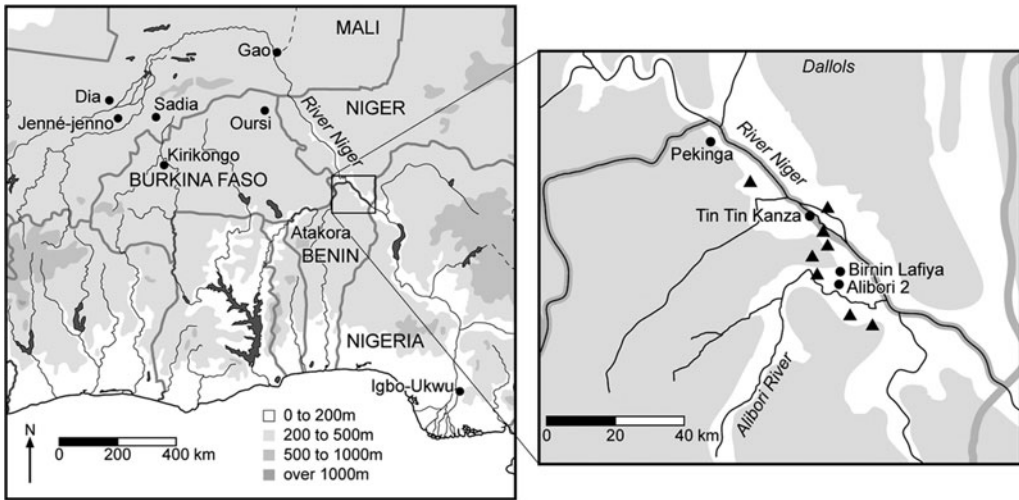 MALI
Gao
Dia
Sadia
Jenné-jenno
Oursi
NIGER
River Niger
Kirikongo
BURKINA FASO
Atakora
BENIN
NIGERIA
Igbo-Ukwu
0 to 200m
200 to 500m
500 to 1000m
over 1000m
N
0 200 400 km
Dallols
River Niger
Pekinga
Tin Tin Kanza
Birnin Lafiya
Alibori 2
Alibori River
0 20 40 km